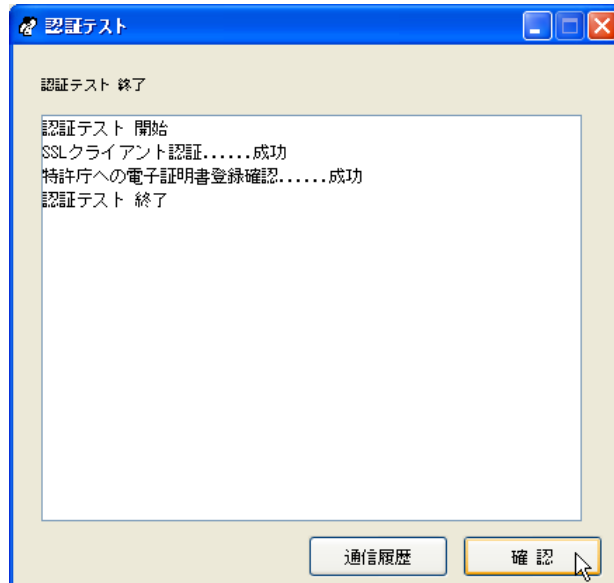 認証テスト
認証テスト 終了
認証テスト 開始
SSLクライアント認証......成功
特許庁への電子証明書登録確認......成功
認証テスト 終了
通信履歴
確 認